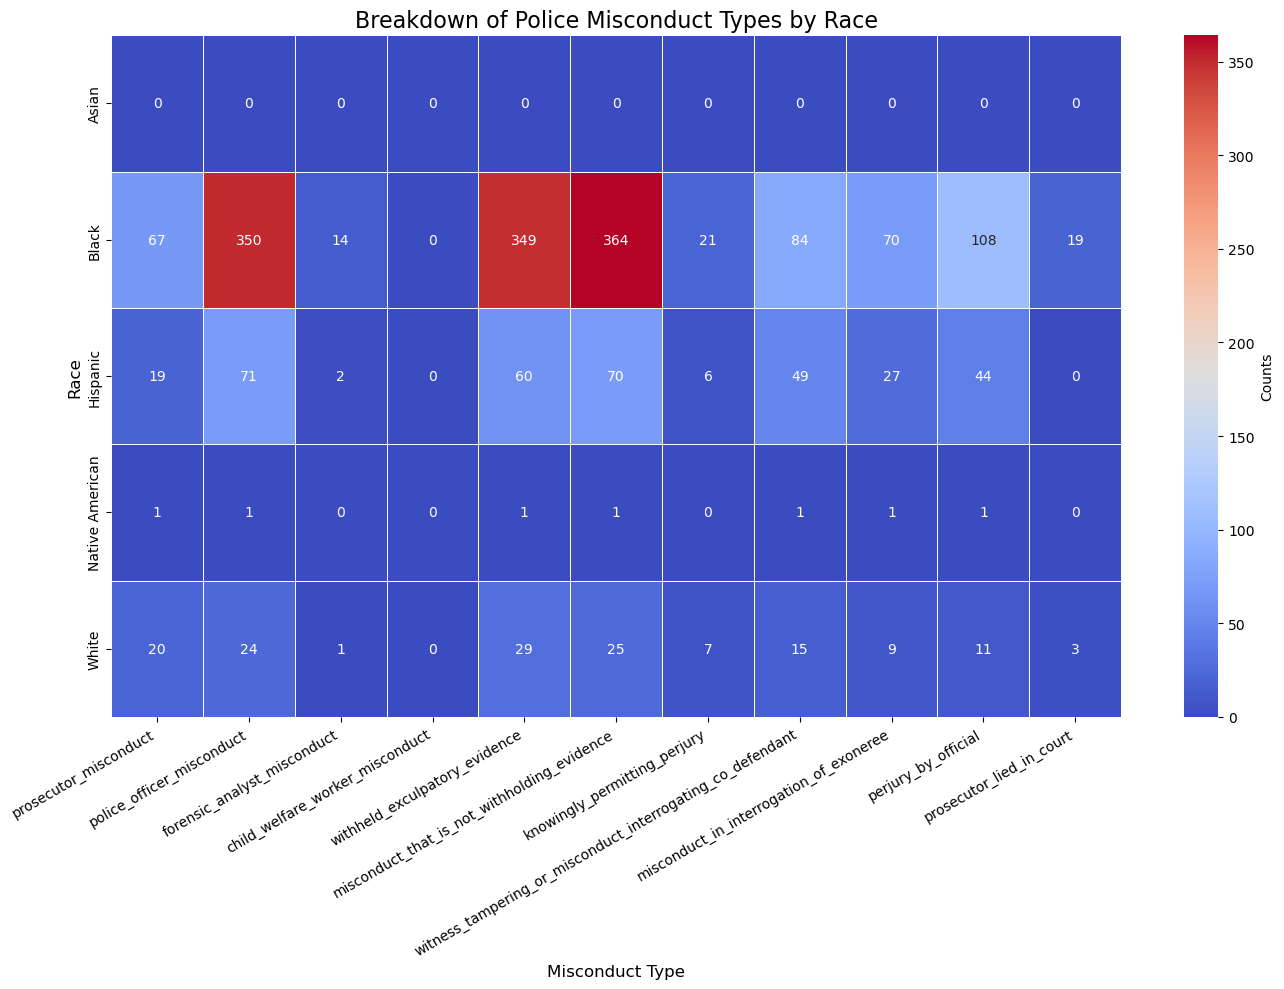 Breakdown of Police Misconduct Types by Race
Race
Asian
0 0 0 0 0 0 0 0 0 0 0
Black
67 350 14 0 349 364 21 84 70 108 19
Hispanic
19 71 2 0 60 70 6 49 27 44 0
Native American
1 1 0 0 1 1 0 1 1 1 0
White
20 24 1 0 29 25 7 15 9 11 3
prosecutor_misconduct
police_officer_misconduct
forensic_analyst_misconduct
child_welfare_worker_misconduct
withheld_exculpatory_evidence
misconduct_that_is_not_withholding_evidence
knowingly_permitting_perjury
witness_tampering_or_misconduct_interrogating_co_defendant
misconduct_in_interrogation_of_exoneree
perjury_by_official
prosecutor_lied_in_court
Misconduct Type
350
300
250
200
150
100
50
0
Counts